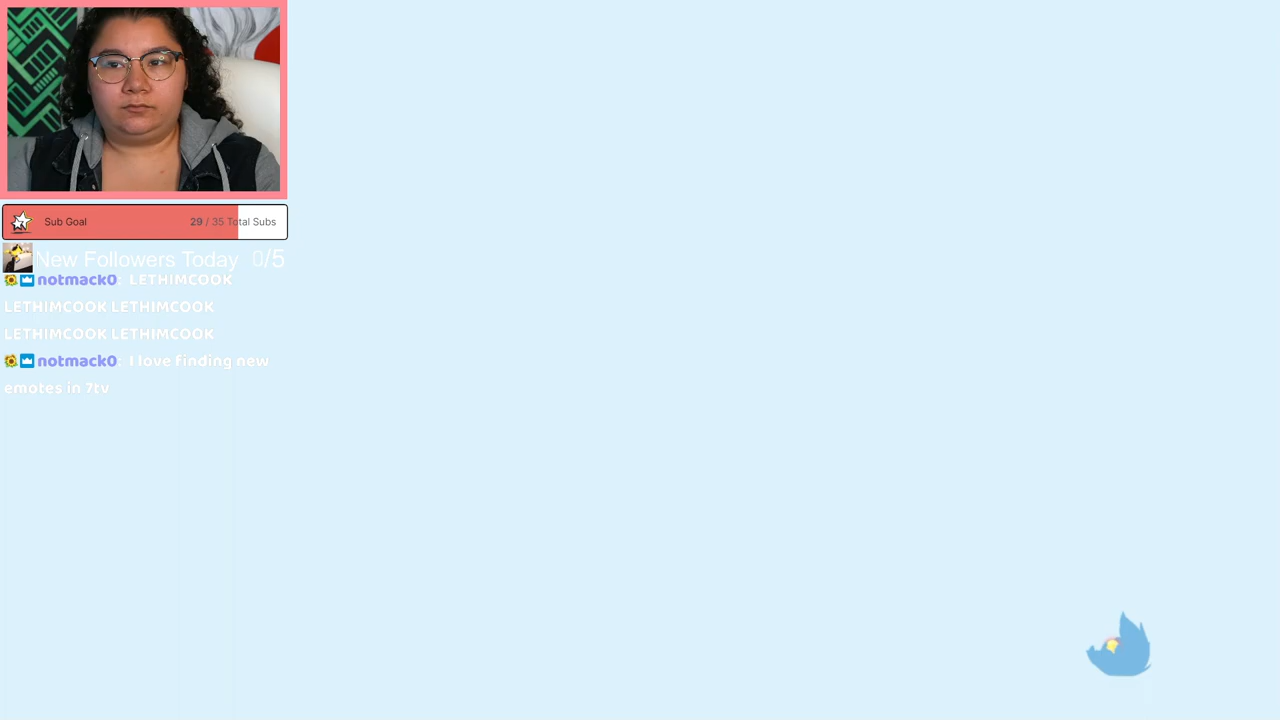 Sub Goal 29 / 35 Total Subs
New Followers Today 0/5
notmack0: LETHIMCOOK
LETHIMCOOK LETHIMCOOK
LETHIMCOOK LETHIMCOOK
notmack0: I love finding new
emotes in 7tv